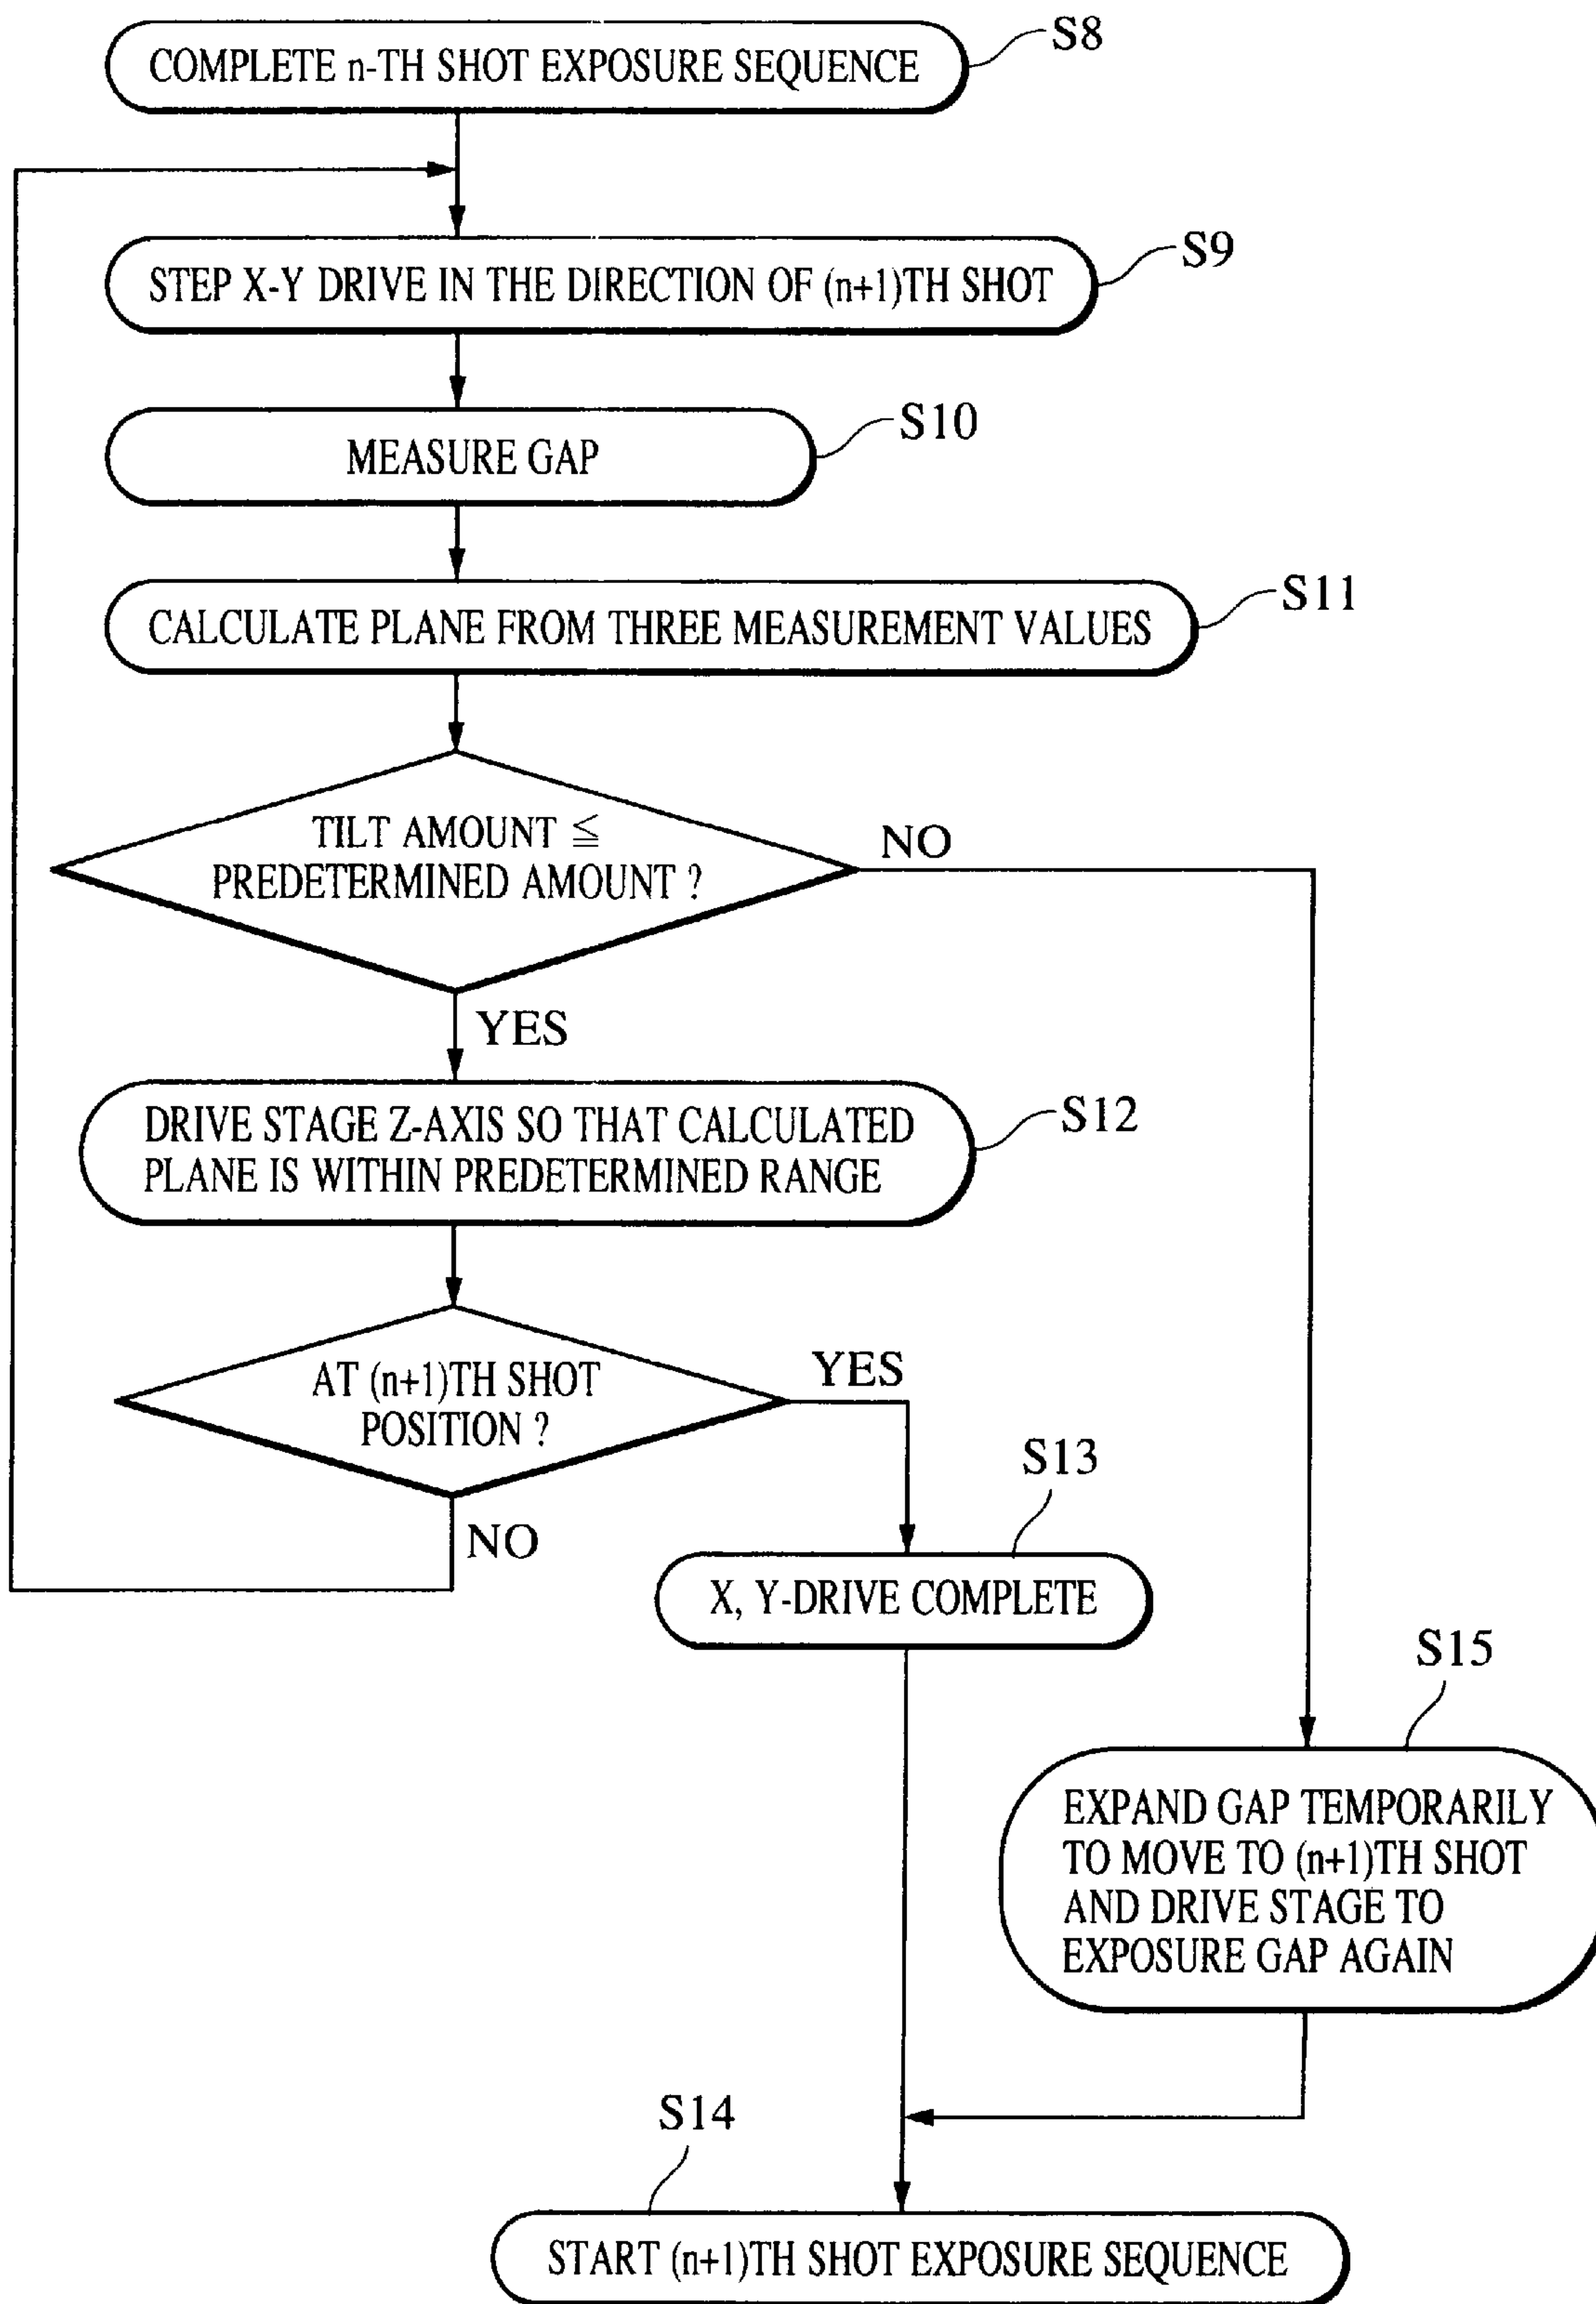 COMPLETE n-TH SHOT EXPOSURE SEQUENCE
S8
STEP X-Y DRIVE IN THE DIRECTION OF (n+1)TH SHOT
S9
MEASURE GAP
S10
CALCULATE PLANE FROM THREE MEASUREMENT VALUES
S11
TILT AMOUNT ≦
PREDETERMINED AMOUNT ?
NO
YES
DRIVE STAGE Z-AXIS SO THAT CALCULATED
PLANE IS WITHIN PREDETERMINED RANGE
S12
AT (n+1)TH SHOT
POSITION ?
YES
NO
S13
X, Y-DRIVE COMPLETE
S15
EXPAND GAP TEMPORARILY
TO MOVE TO (n+1)TH SHOT
AND DRIVE STAGE TO
EXPOSURE GAP AGAIN
S14
START (n+1)TH SHOT EXPOSURE SEQUENCE